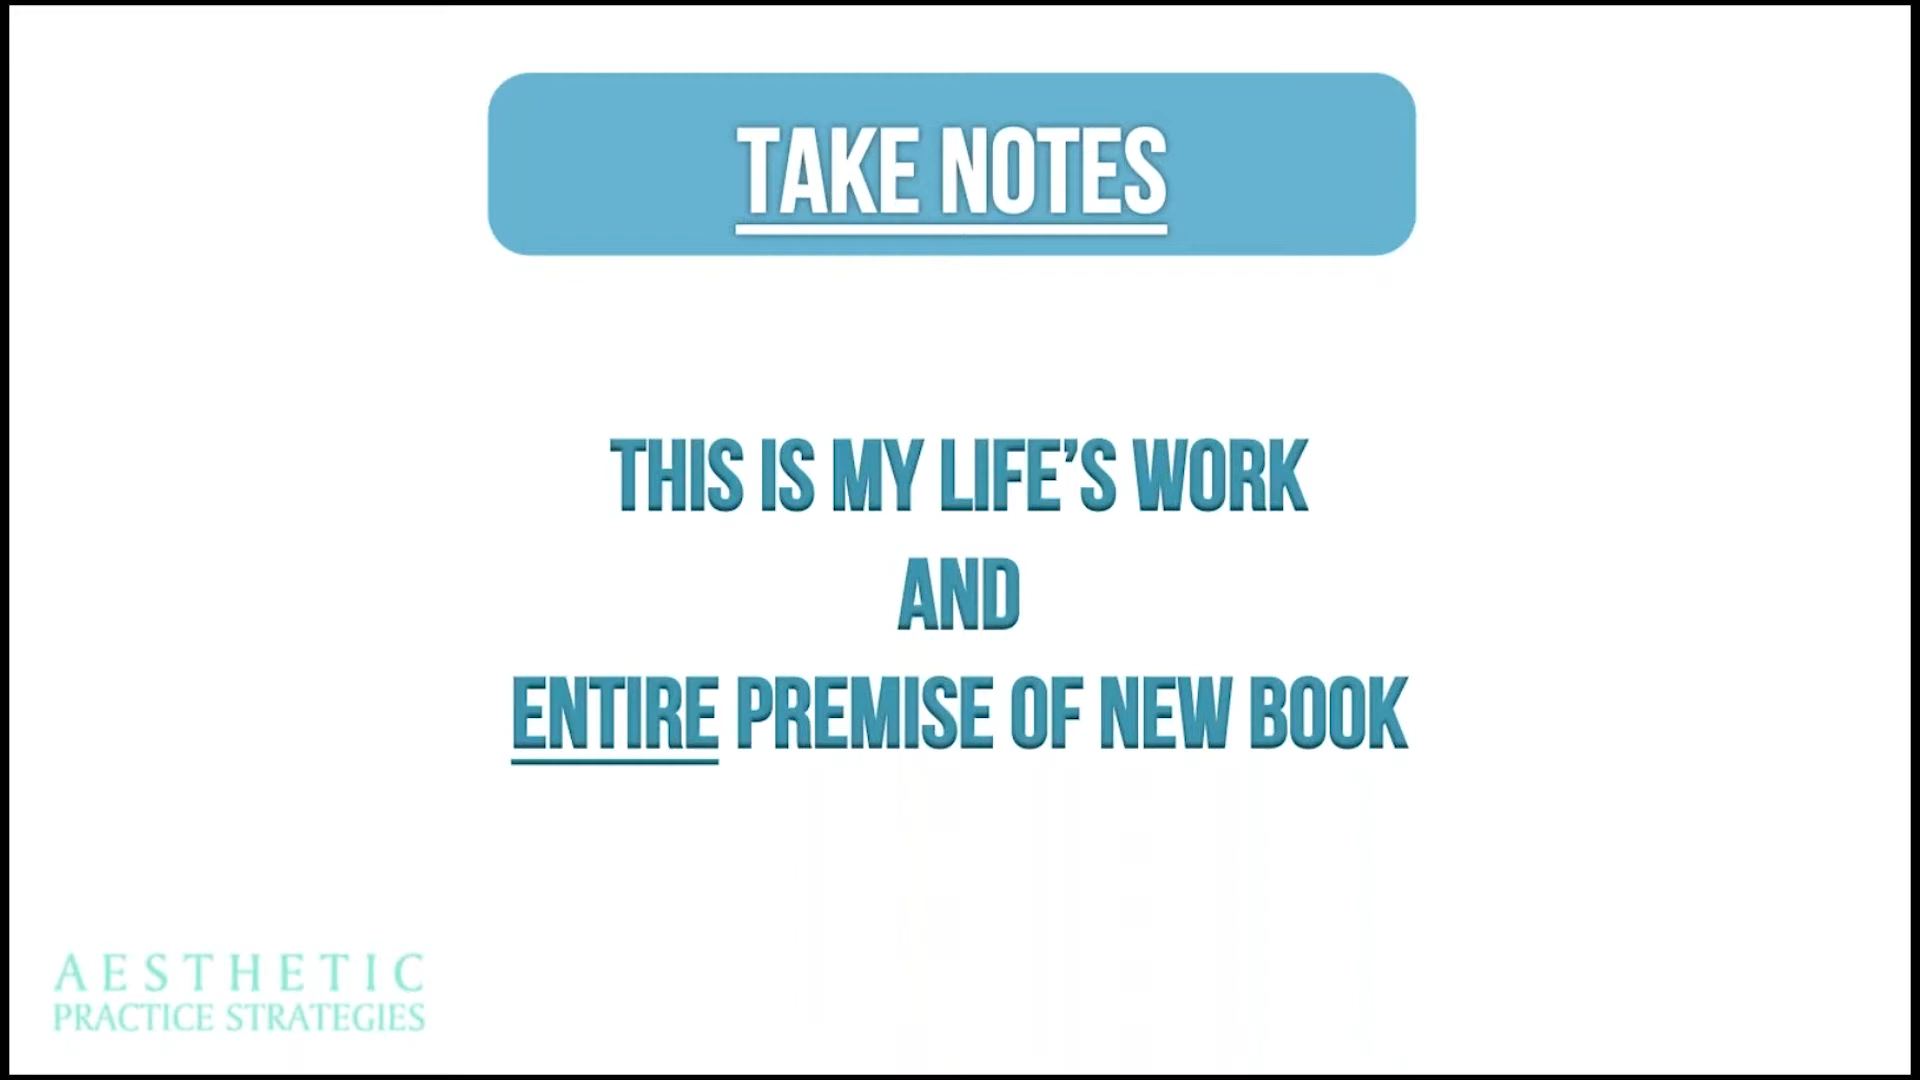 TAKE NOTES
THIS IS MY LIFE’S WORK
AND
ENTIRE PREMISE OF NEW BOOK
AESTHETIC
PRACTICE STRATEGIES